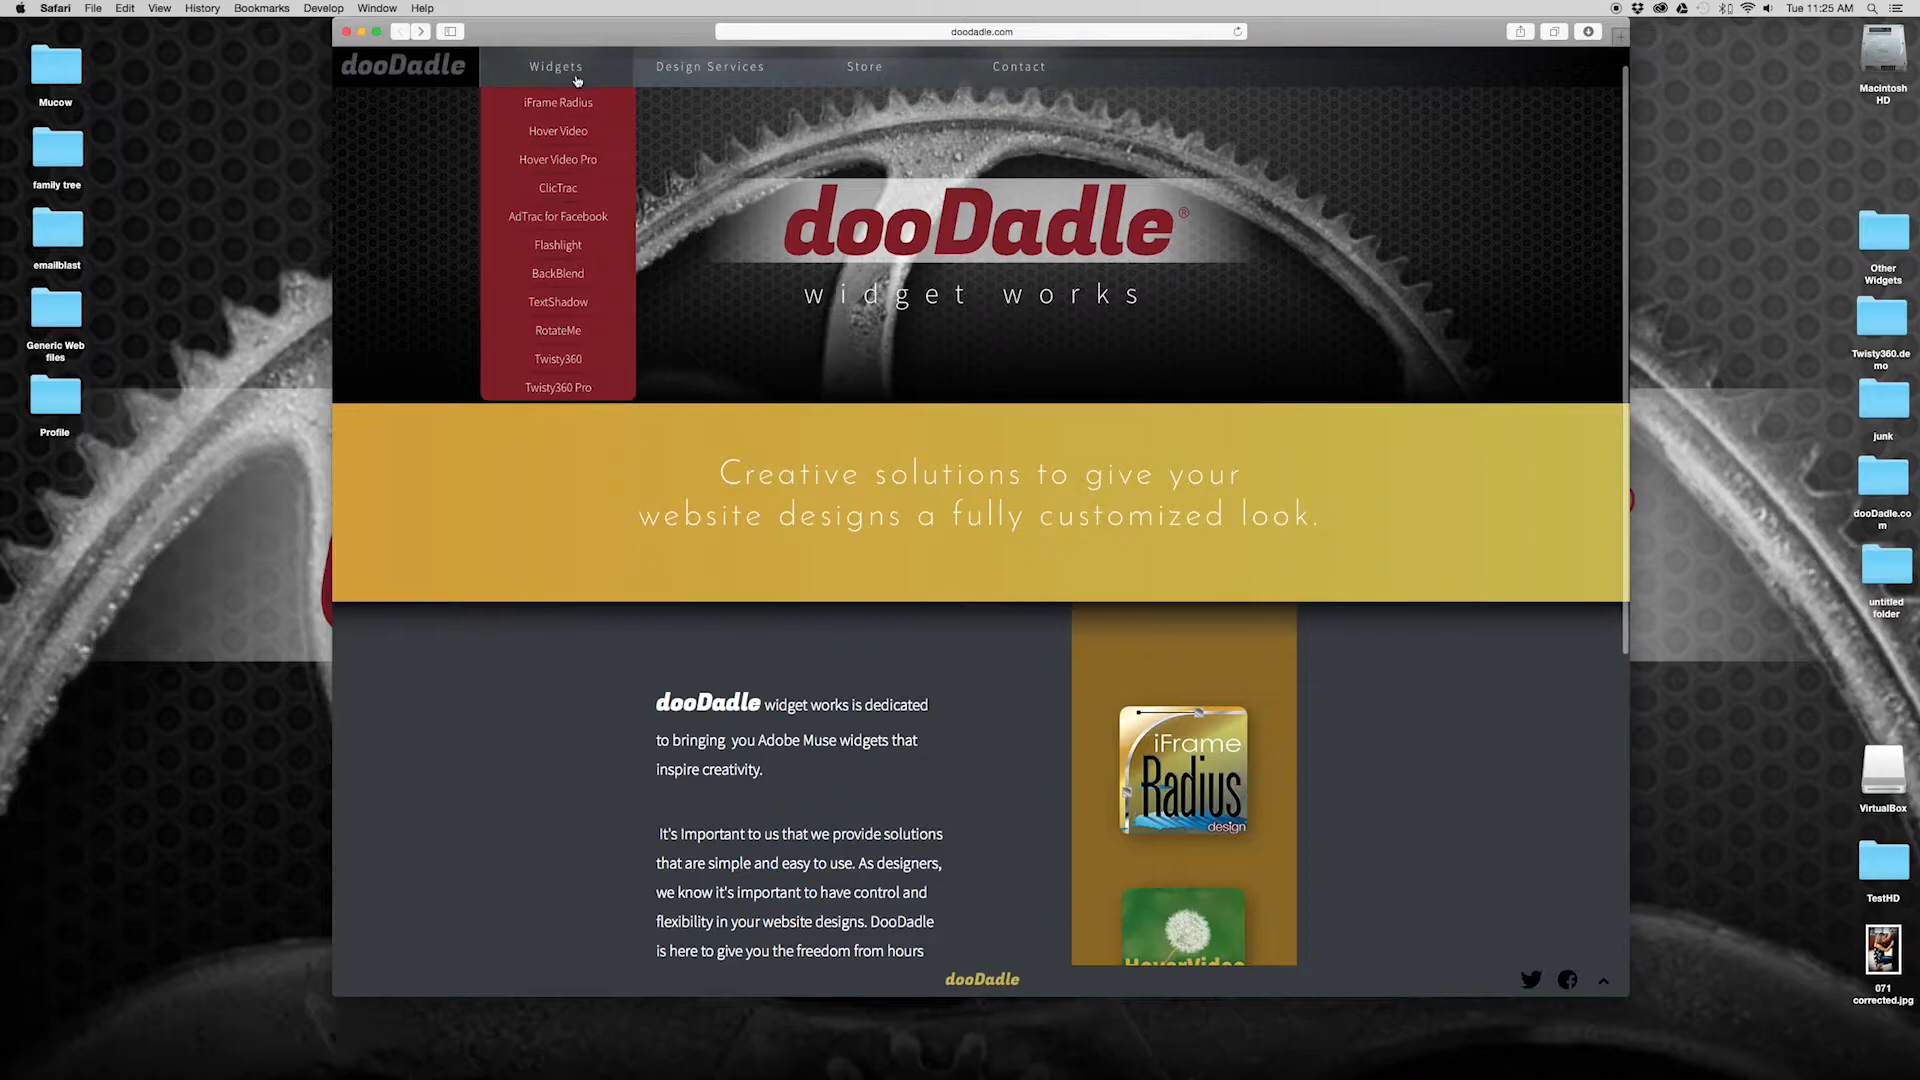 Safari File Edit View History Bookmarks Develop Window Help
Tue 11:25 AM
doodadle.com
dooDadle Widgets Design Services Store Contact
iFrame Radius
Hover Video
Hover Video Pro
ClicTrac
AdTrac for Facebook
Flashlight
BackBlend
TextShadow
RotateMe
Twisty360
Twisty360 Pro
dooDadle®
widget works
Creative solutions to give your
website designs a fully customized look.
dooDadle widget works is dedicated
to bringing you Adobe Muse widgets that
inspire creativity.
It's Important to us that we provide solutions
that are simple and easy to use. As designers,
we know it's important to have control and
flexibility in your website designs. DooDadle
is here to give you the freedom from hours
iFrame
Radius
design
HoverVideo
dooDadle
Mucow
family tree
emailblast
Generic Web
files
Profile
Macintosh
HD
Other
Widgets
Twisty360.de
mo
junk
dooDadle.co
m
untitled
folder
VirtualBox
TestHD
071
corrected.jpg